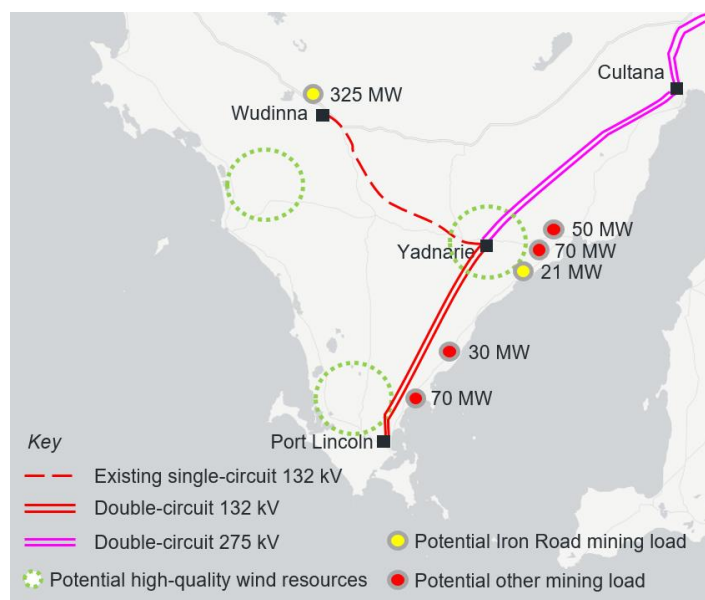 Cultana
325 MW
Wudinna
50 MW
Yadnarie
70 MW
21 MW
30 MW
70 MW
Port Lincoln
Key
Existing single-circuit 132 kV
Double-circuit 132 kV
Double-circuit 275 kV
Potential Iron Road mining load
Potential high-quality wind resources
Potential other mining load